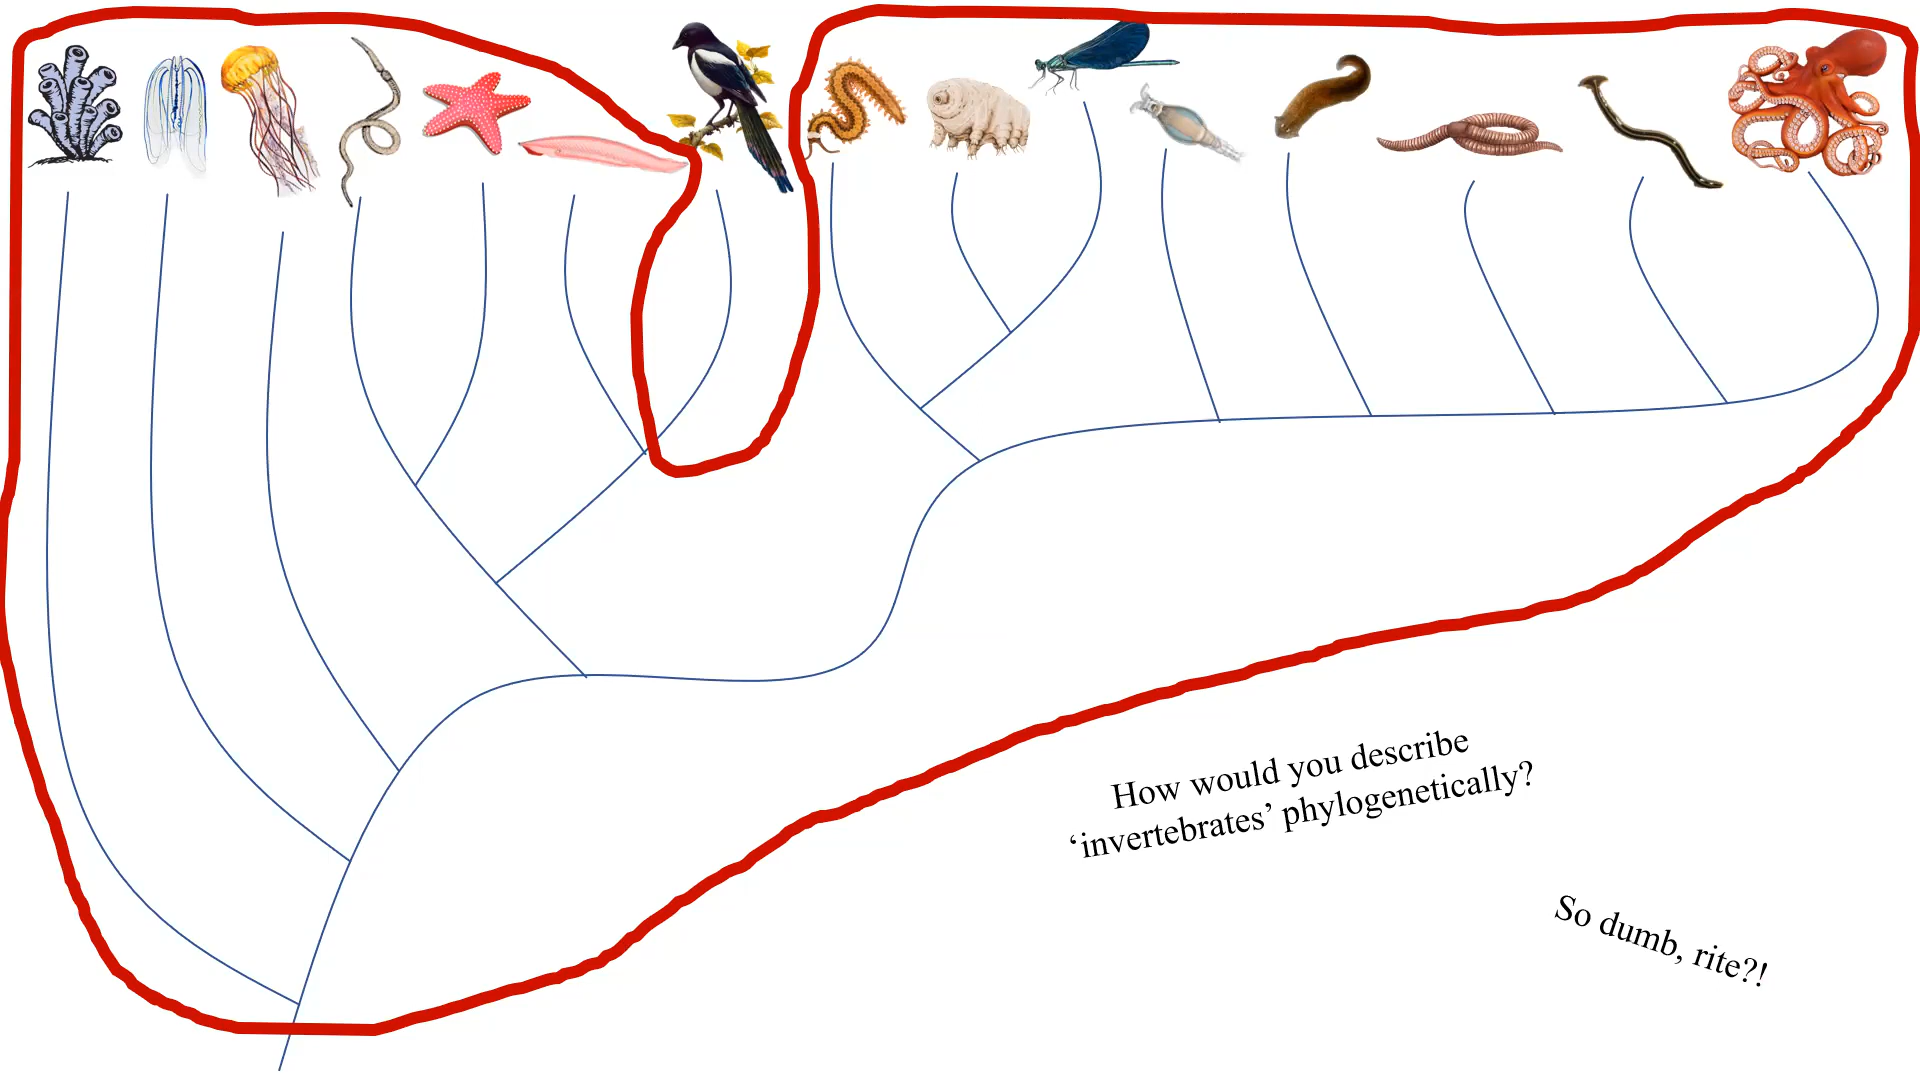 How would you describe
‘invertebrates’ phylogenetically?
So dumb, rite?!